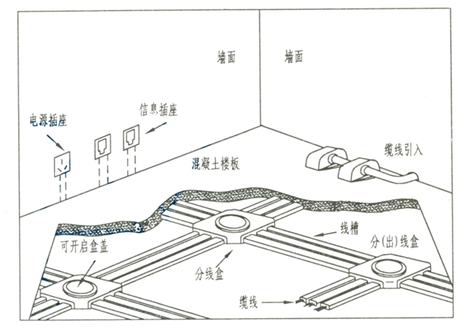 墙面
墙面
信息插座
电源插座
缆线引入
混凝土楼板
线槽
分(出)线盒
可开启盒盖
分线盒
缆线